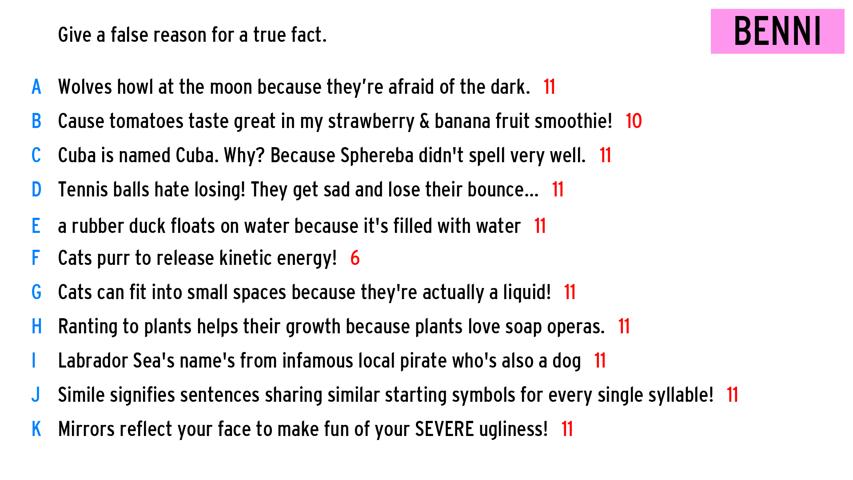 Give a false reason for a true fact.
BENNI
A Wolves howl at the moon because they're afraid of the dark. 11
B Cause tomatoes taste great in my strawberry & banana fruit smoothie! 10
C Cuba is named Cuba. Why? Because Sphereba didn't spell very well. 11
D Tennis balls hate losing! They get sad and lose their bounce... 11
E a rubber duck floats on water because it's filled with water 11
F Cats purr to release kinetic energy! 6
G Cats can fit into small spaces because they're actually a liquid! 11
H Ranting to plants helps their growth because plants love soap operas. 11
I Labrador Sea's name's from infamous local pirate who's also a dog 11
J Simile signifies sentences sharing similar starting symbols for every single syllable! 11
K Mirrors reflect your face to make fun of your SEVERE ugliness! 11